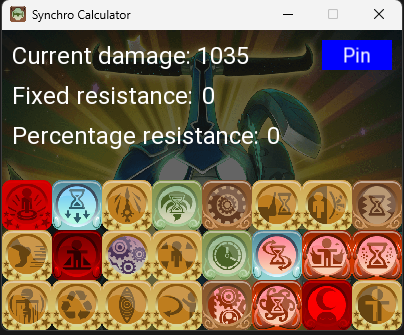 Synchro Calculator
Current damage: 1035
Pin
Fixed resistance: 0
Percentage resistance: 0